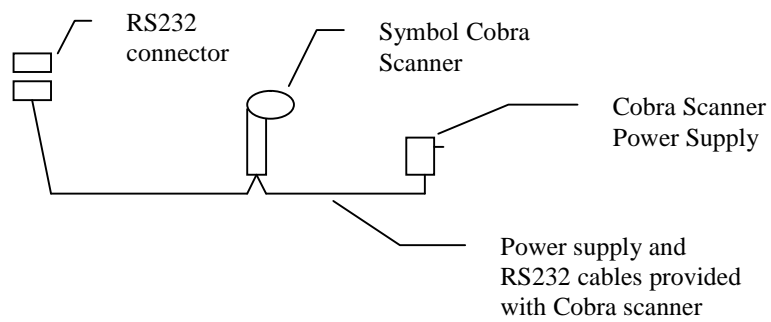 RS232
connector
Symbol Cobra
Scanner
Cobra Scanner
Power Supply
Power supply and
RS232 cables provided
with Cobra scanner